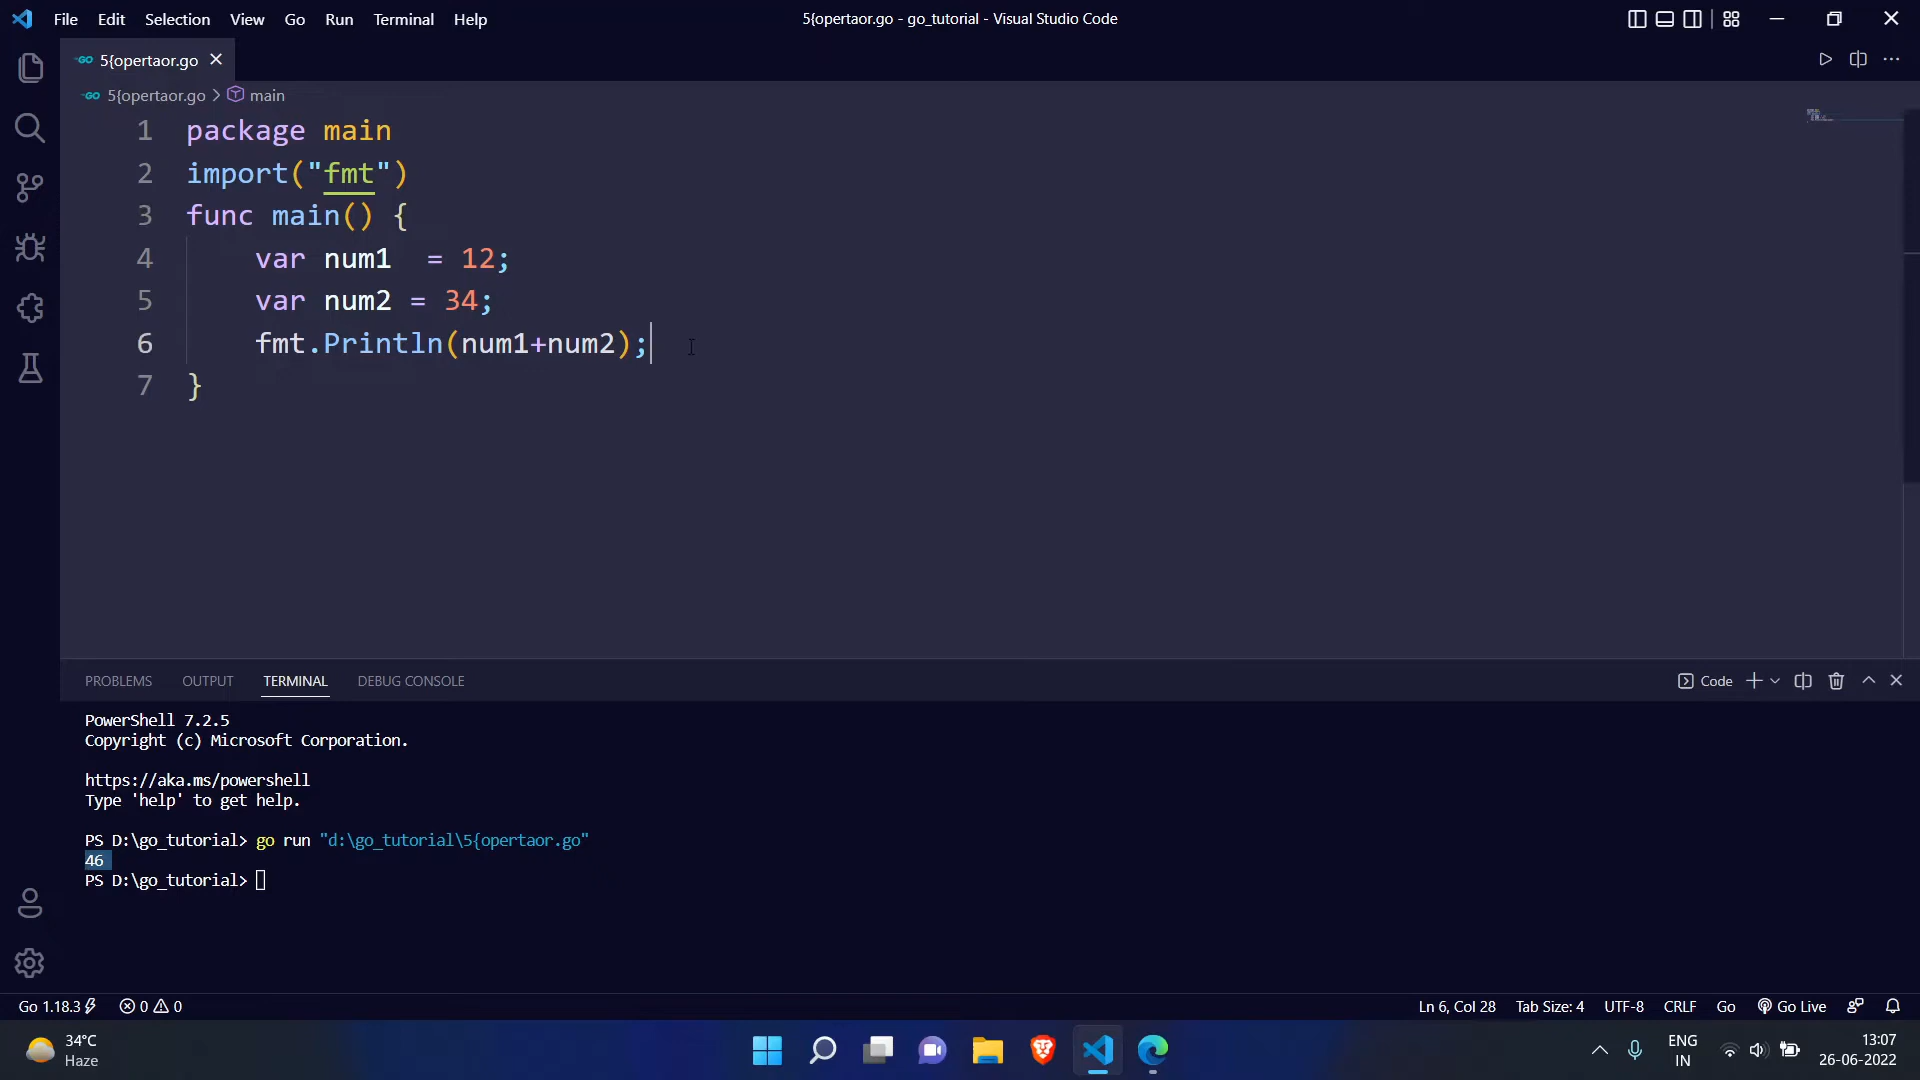 File Edit Selection View Go Run Terminal Help
5{opertaor.go - go_tutorial - Visual Studio Code
GO 5{opertaor.go
GO 5{opertaor.go > main
1 package main
2 import("fmt")
3 func main() {
4 var num1  = 12;
5 var num2 = 34;
6 fmt.Println(num1+num2);
7 }
PROBLEMS OUTPUT TERMINAL DEBUG CONSOLE
Code
PowerShell 7.2.5
Copyright (c) Microsoft Corporation.
https://aka.ms/powershell
Type 'help' to get help.
PS D:\go_tutorial> go run "d:\go_tutorial\5{opertaor.go"
46
PS D:\go_tutorial>
Go 1.18.3 0 0
Ln 6, Col 28 Tab Size: 4 UTF-8 CRLF Go Go Live
34°C
Haze
ENG
IN
13:07
26-06-2022